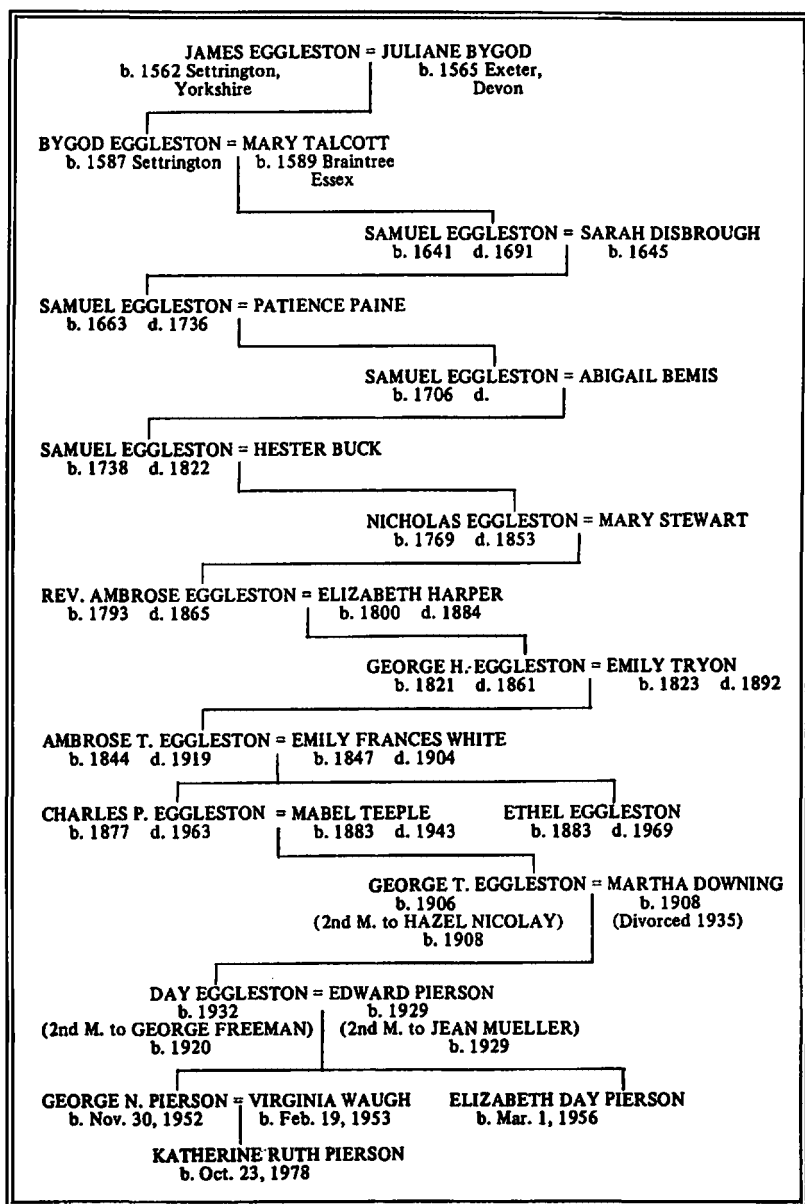 JAMES EGGLESTON = JULIANE BYGOD
b. 1562 Settrington, b. 1565 Exeter,
Yorkshire Devon
BYGOD EGGLESTON = MARY TALCOTT
b. 1587 Settrington b. 1589 Braintree
Essex
SAMUEL EGGLESTON = SARAH DISBROUGH
b. 1641 d. 1691 b. 1645
SAMUEL EGGLESTON = PATIENCE PAINE
b. 1663 d. 1736
SAMUEL EGGLESTON = ABIGAIL BEMIS
b. 1706 d.
SAMUEL EGGLESTON = HESTER BUCK
b. 1738 d. 1822
NICHOLAS EGGLESTON = MARY STEWART
b. 1769 d. 1853
REV. AMBROSE EGGLESTON = ELIZABETH HARPER
b. 1793 d. 1865 b. 1800 d. 1884
GEORGE H. EGGLESTON = EMILY TRYON
b. 1821 d. 1861 b. 1823 d. 1892
AMBROSE T. EGGLESTON = EMILY FRANCES WHITE
b. 1844 d. 1919 b. 1847 d. 1904
CHARLES P. EGGLESTON = MABEL TEEPLE ETHEL EGGLESTON
b. 1877 d. 1963 b. 1883 d. 1943 b. 1883 d. 1969
GEORGE T. EGGLESTON = MARTHA DOWNING
b. 1906 b. 1908
(2nd M. to HAZEL NICOLAY) (Divorced 1935)
b. 1908
DAY EGGLESTON = EDWARD PIERSON
b. 1932 b. 1929
(2nd M. to GEORGE FREEMAN) (2nd M. to JEAN MUELLER)
b. 1920 b. 1929
GEORGE N. PIERSON = VIRGINIA WAUGH ELIZABETH DAY PIERSON
b. Nov. 30, 1952 b. Feb. 19, 1953 b. Mar. 1, 1956
KATHERINE RUTH PIERSON
b. Oct. 23, 1978